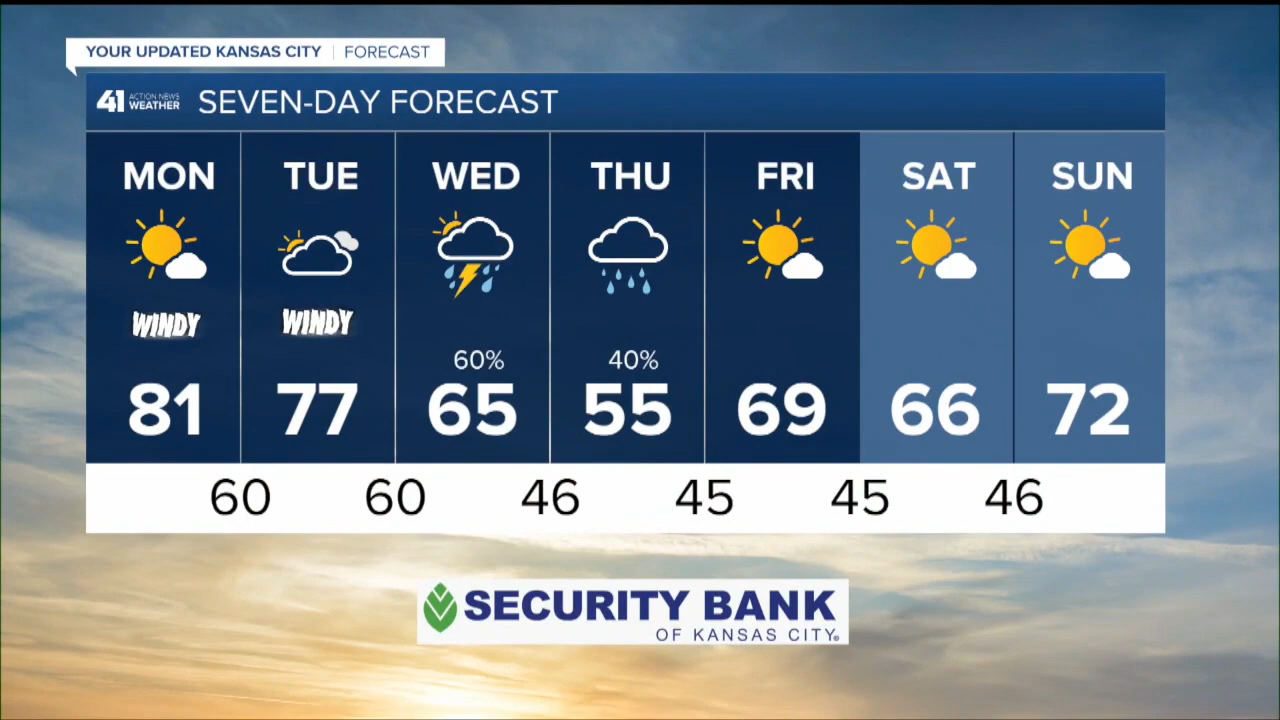 YOUR UPDATED KANSAS CITY | FORECAST
41 ACTION NEWS WEATHER SEVEN-DAY FORECAST
MON TUE WED THU FRI SAT SUN
WINDY WINDY
60% 40%
81 77 65 55 69 66 72
60 60 46 45 45 46
SECURITY BANK
OF KANSAS CITY®